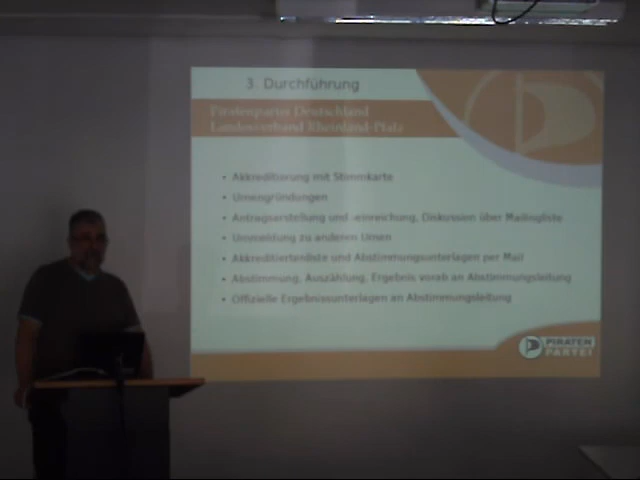 3. Durchführung
Piratenpartei Deutschland
Landesverband Rheinland-Pfalz
• Akkreditierung mit Stimmkarte
• Urnengründungen
• Antragserstellung und -einreichung, Diskussion über Mailingliste
• Ummeldung zu anderen Urnen
• Akkreditiertenliste und Abstimmungsunterlagen per Mail
• Abstimmung, Auszählung, Ergebnis vorab an Abstimmungsleitung
• Offizielle Ergebnisunterlagen an Abstimmungsleitung
PIRATEN
PARTEI